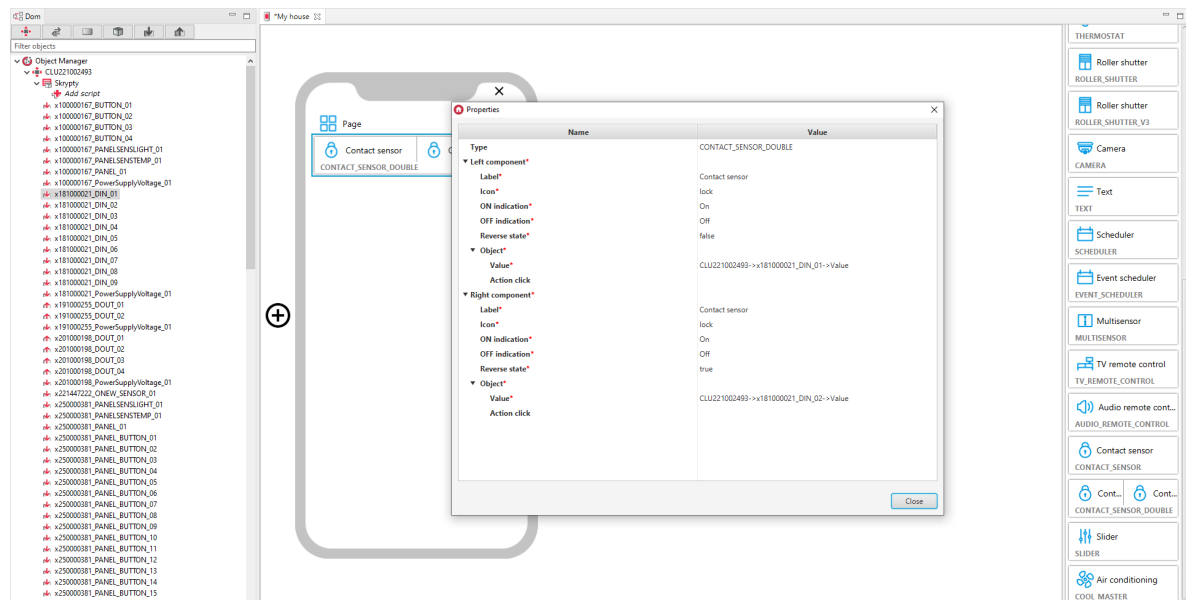 Dom
Filter objects
Object Manager
CLU221002493
Skrypty
Add script
x100000167_BUTTON_01
x100000167_BUTTON_02
x100000167_BUTTON_03
x100000167_BUTTON_04
x100000167_PANELSENSLIGHT_01
x100000167_PANELSENSTEMP_01
x100000167_PANEL_01
x100000167_PowerSupplyVoltage_01
x181000021_DIN_01
x181000021_DIN_02
x181000021_DIN_03
x181000021_DIN_04
x181000021_DIN_05
x181000021_DIN_06
x181000021_DIN_07
x181000021_DIN_08
x181000021_DIN_09
x181000021_PowerSupplyVoltage_01
x191000255_DOUT_01
x191000255_DOUT_02
x191000255_PowerSupplyVoltage_01
x201000198_DOUT_01
x201000198_DOUT_02
x201000198_DOUT_03
x201000198_DOUT_04
x201000198_PowerSupplyVoltage_01
x221447222_ONEW_SENSOR_01
x250000381_PANELSENSLIGHT_01
x250000381_PANELSENSTEMP_01
x250000381_PANEL_01
x250000381_PANEL_BUTTON_01
x250000381_PANEL_BUTTON_02
x250000381_PANEL_BUTTON_03
x250000381_PANEL_BUTTON_04
x250000381_PANEL_BUTTON_05
x250000381_PANEL_BUTTON_06
x250000381_PANEL_BUTTON_07
x250000381_PANEL_BUTTON_08
x250000381_PANEL_BUTTON_09
x250000381_PANEL_BUTTON_10
x250000381_PANEL_BUTTON_11
x250000381_PANEL_BUTTON_12
x250000381_PANEL_BUTTON_13
x250000381_PANEL_BUTTON_14
x250000381_PANEL_BUTTON_15
*My house
Page
Contact sensor
CONTACT_SENSOR_DOUBLE
Properties
Name Value
Type CONTACT_SENSOR_DOUBLE
Left component*
Label* Contact sensor
Icon* lock
ON indication* On
OFF indication* Off
Reverse state* false
Object*
Value* CLU221002493->x181000021_DIN_01->Value
Action click
Right component*
Label* Contact sensor
Icon* lock
ON indication* On
OFF indication* Off
Reverse state* true
Object*
Value* CLU221002493->x181000021_DIN_02->Value
Action click
Close
THERMOSTAT
Roller shutter
ROLLER_SHUTTER
Roller shutter
ROLLER_SHUTTER_V3
Camera
CAMERA
Text
TEXT
Scheduler
SCHEDULER
Event scheduler
EVENT_SCHEDULER
Multisensor
MULTISENSOR
TV remote control
TV_REMOTE_CONTROL
Audio remote cont...
AUDIO_REMOTE_CONTROL
Contact sensor
CONTACT_SENSOR
Cont... Cont...
CONTACT_SENSOR_DOUBLE
Slider
SLIDER
Air conditioning
COOL_MASTER